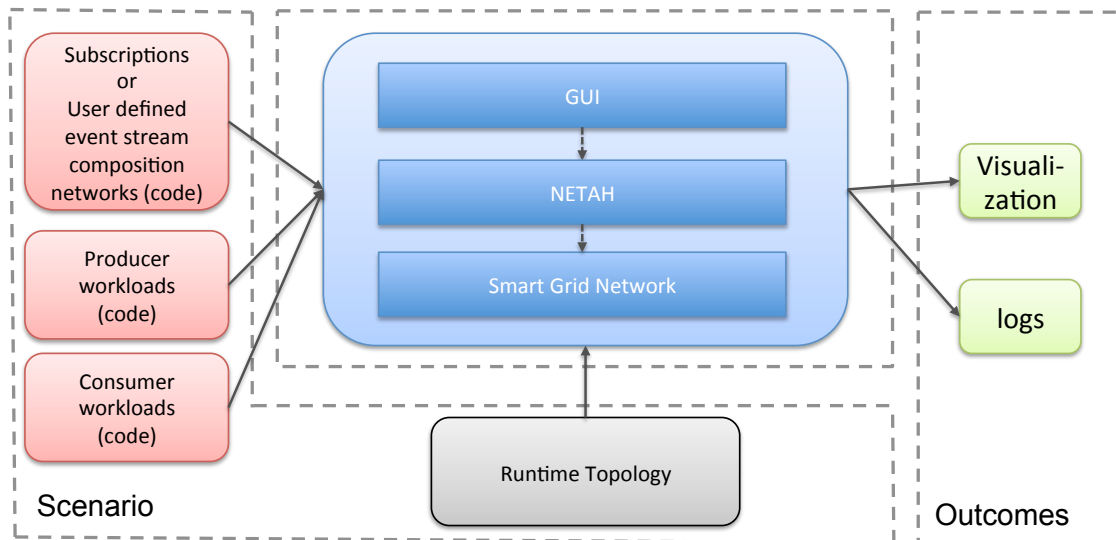 Subscriptions
or
User defined
event stream
composition
networks (code)
Producer
workloads
(code)
Consumer
workloads
(code)
Scenario
GUI
NETAH
Smart Grid Network
Runtime Topology
Visuali-
zation
logs
Outcomes